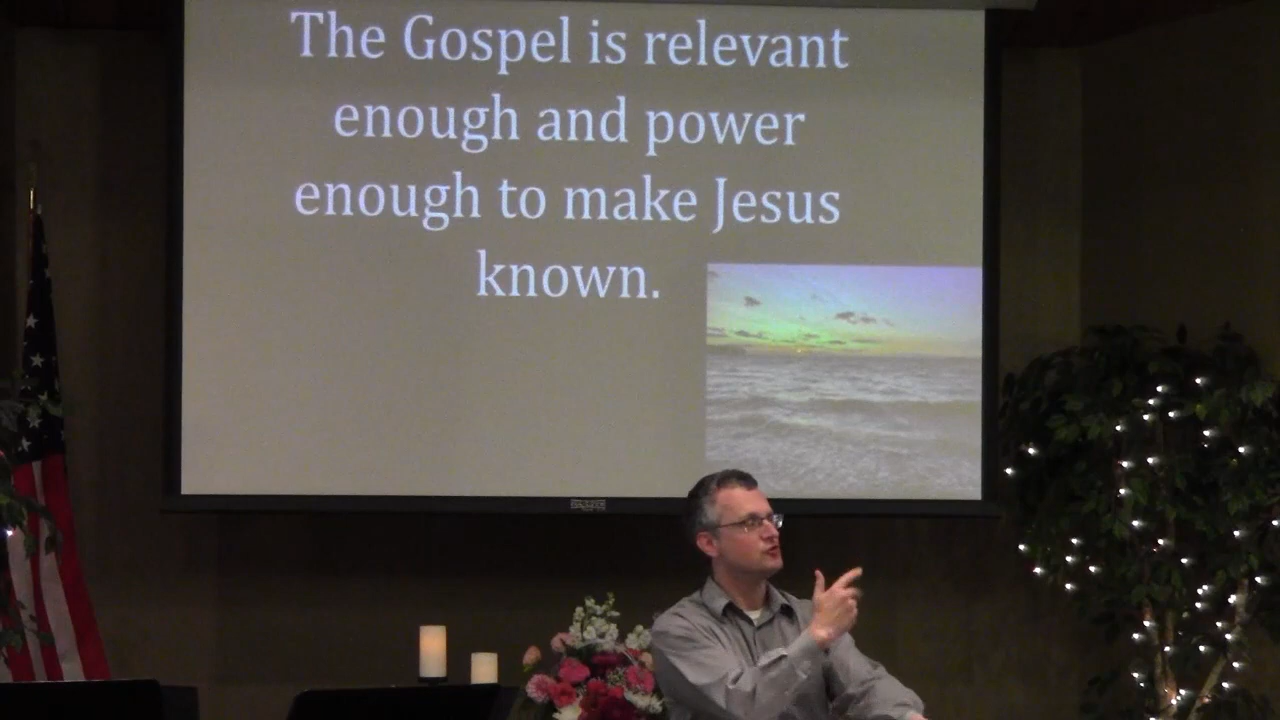 The Gospel is relevant
enough and power
enough to make Jesus
known.